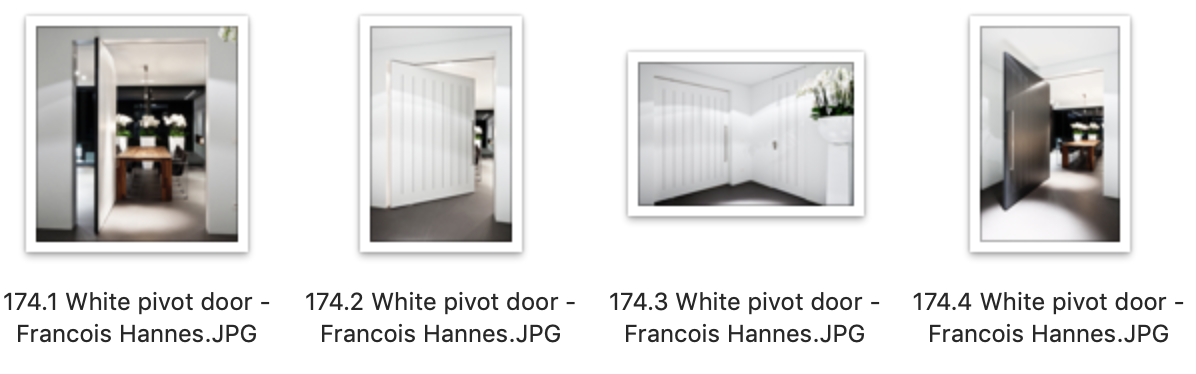 174.1 White pivot door -
Francois Hannes.JPG
174.2 White pivot door -
Francois Hannes.JPG
174.3 White pivot door -
Francois Hannes.JPG
174.4 White pivot door -
Francois Hannes.JPG